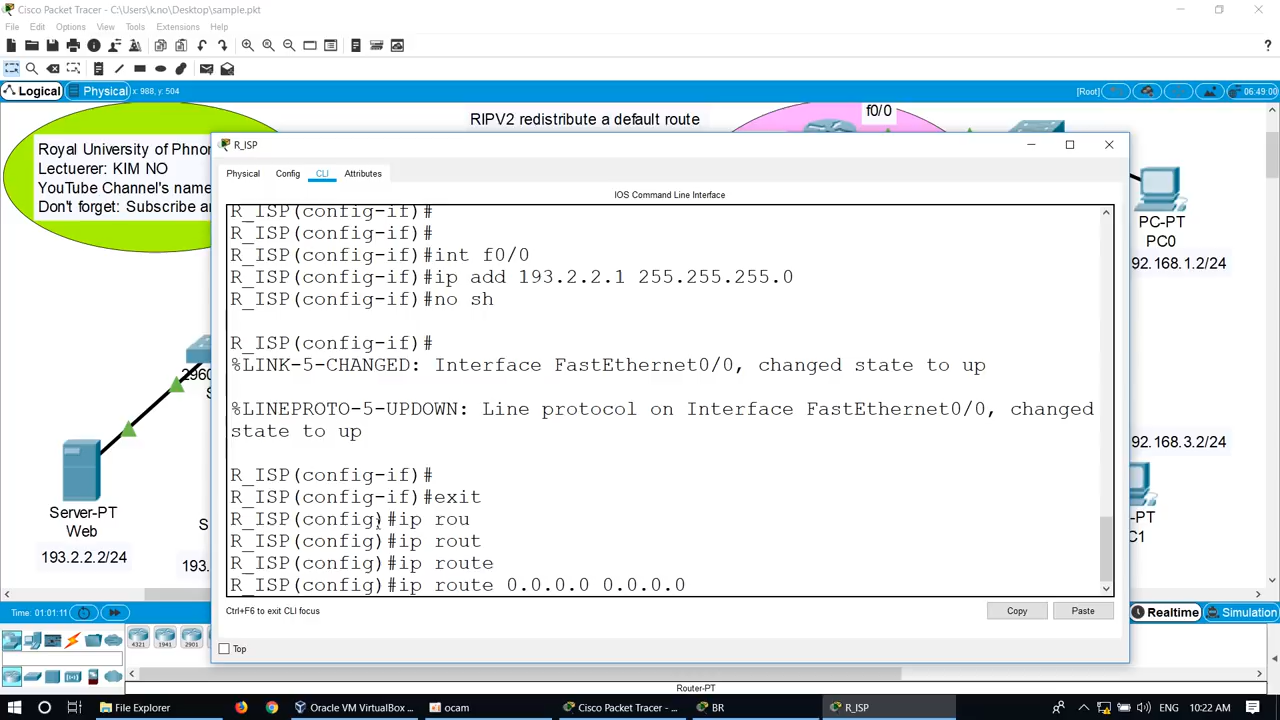 Cisco Packet Tracer - C:\Users\k.no\Desktop\sample.pkt
File Edit Options View Tools Extensions Help
?
Logical Physical x: 988, y: 504 [Root] 06:49:00
RIPV2 redistribute a default route
f0/0
Royal University of Phno
Lectuerer: KIM NO
YouTube Channel's name
Don't forget: Subscribe a
R_ISP
Physical Config CLI Attributes
IOS Command Line Interface
R_ISP(config-if)#
R_ISP(config-if)#
R_ISP(config-if)#int f0/0
R_ISP(config-if)#ip add 193.2.2.1 255.255.255.0
R_ISP(config-if)#no sh
R_ISP(config-if)#
%LINK-5-CHANGED: Interface FastEthernet0/0, changed state to up
%LINEPROTO-5-UPDOWN: Line protocol on Interface FastEthernet0/0, changed
state to up
R_ISP(config-if)#
R_ISP(config-if)#exit
R_ISP(config)#ip rou
R_ISP(config)#ip rout
R_ISP(config)#ip route
R_ISP(config)#ip route 0.0.0.0 0.0.0.0
Ctrl+F6 to exit CLI focus
Copy Paste
Top
PC-PT
PC0
92.168.1.2/24
92.168.3.2/24
-PT
C1
2960
S
Server-PT
Web
193.2.2.2/24
193.
Time: 01:01:11
Realtime Simulation
4321 1941 2901
Router-PT
File Explorer Oracle VM VirtualBox ... ocam Cisco Packet Tracer - ... BR R_ISP ENG 10:22 AM